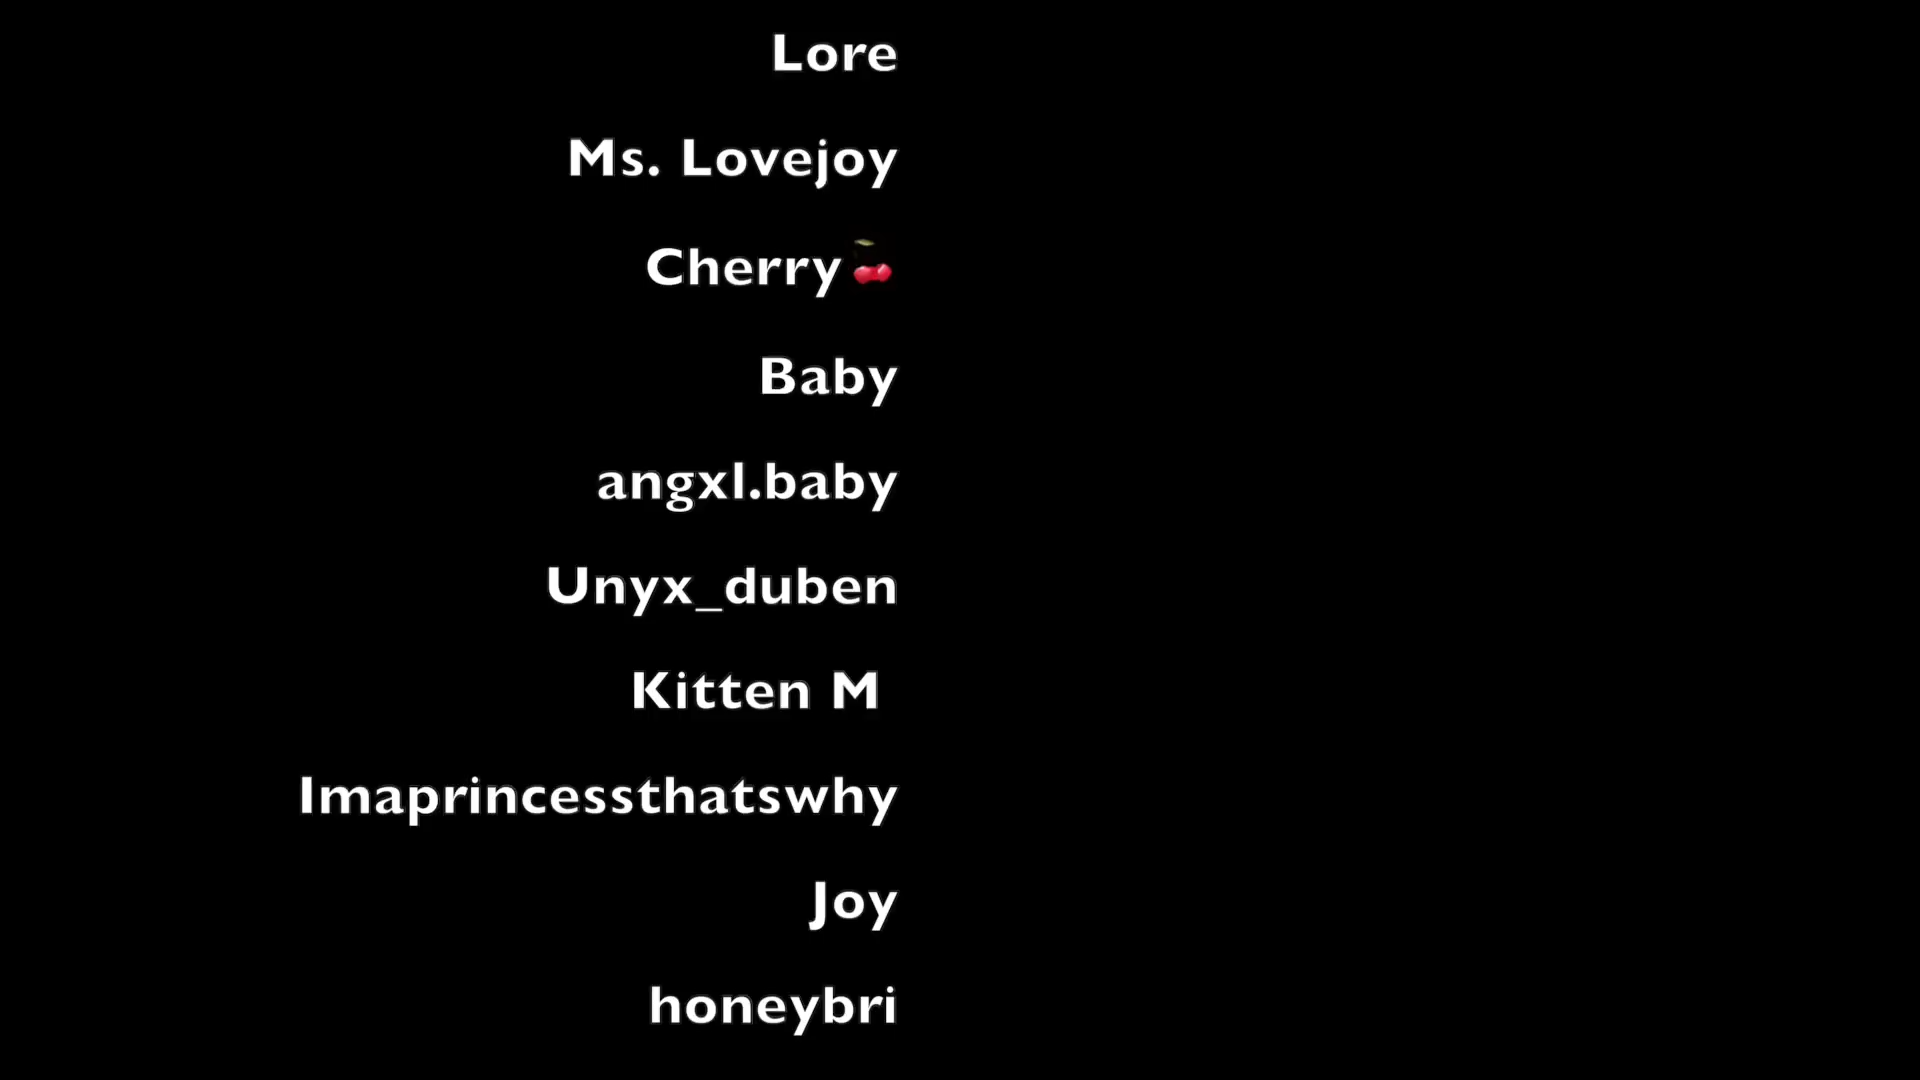 Lore
Ms. Lovejoy
Cherry🍒
Baby
angxl.baby
Unyx_duben
Kitten M
Imaprincessthatswhy
Joy
honeybri